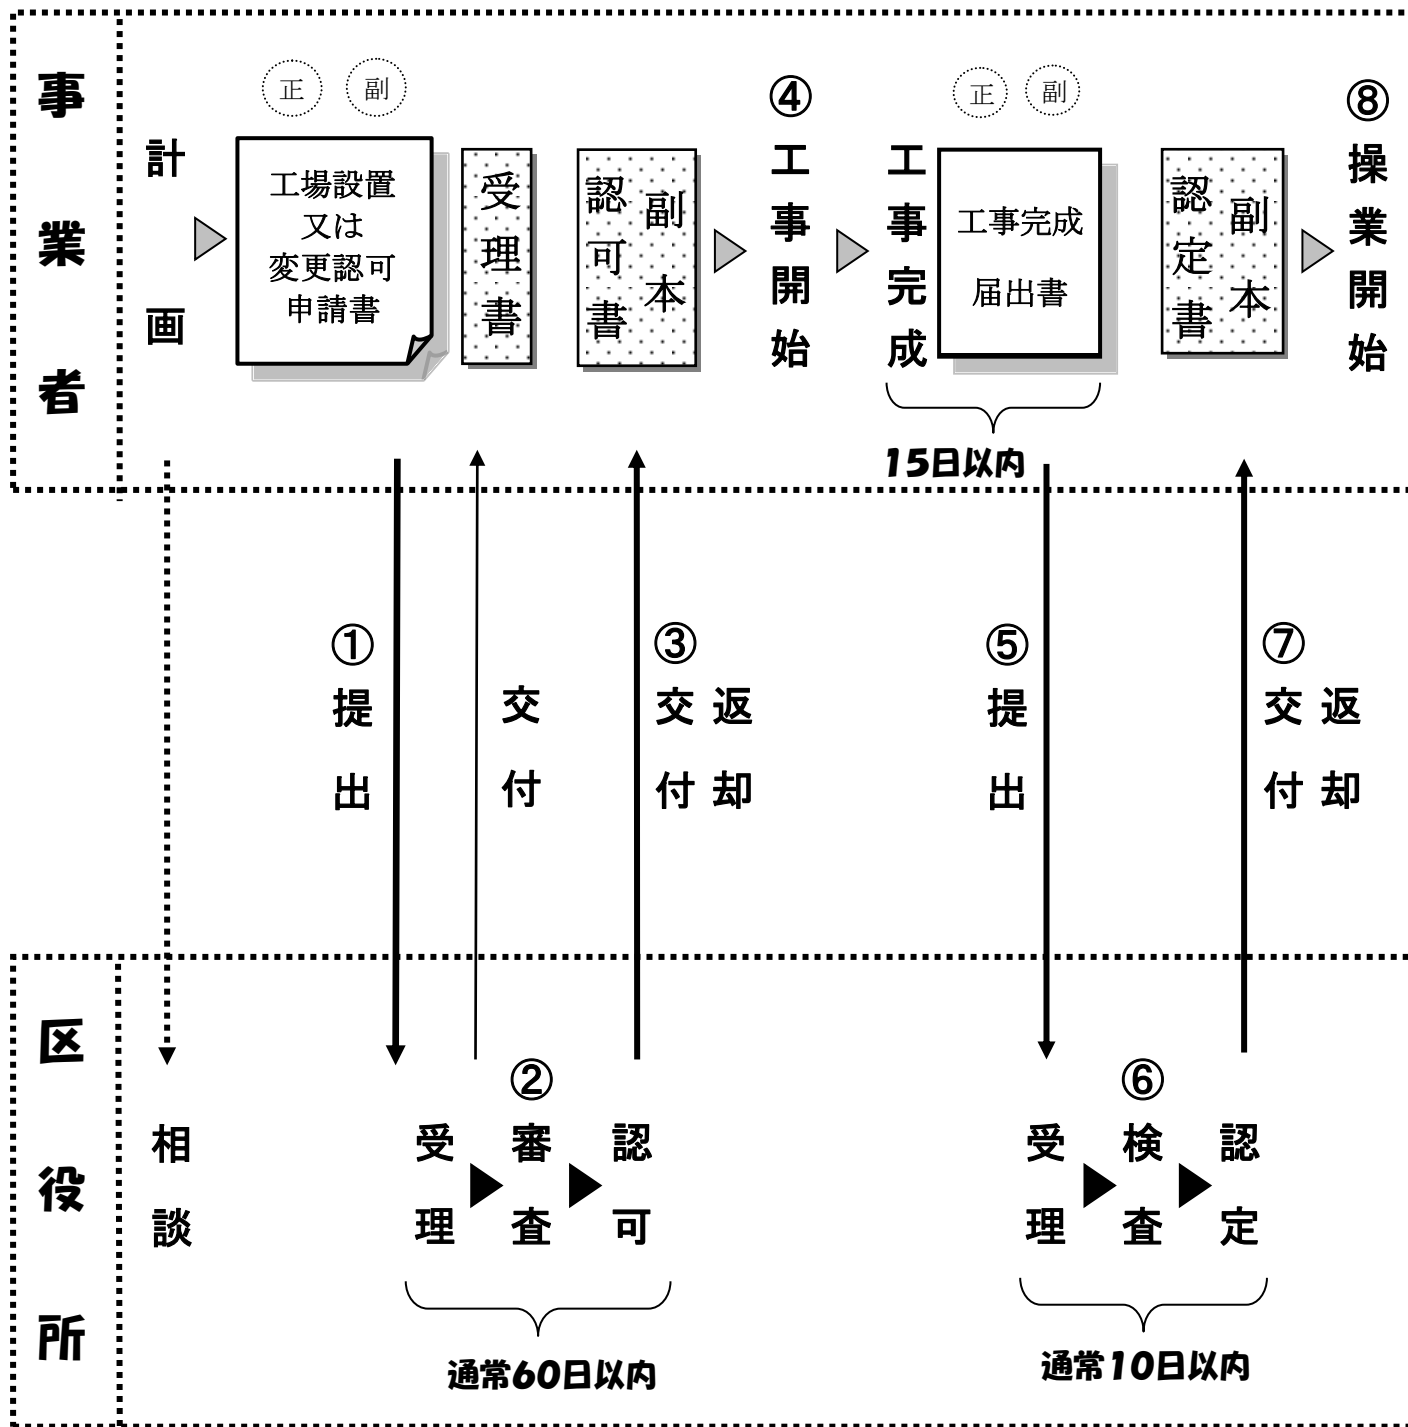 事業者
計画
正
副
工場設置
又は
変更認可
申請書
受理書
認可書
副本
④工事開始
工事完成
正
副
工事完成
届出書
15日以内
認定書
副本
⑧操業開始
①提出
交付
③交付
返却
⑤提出
⑦交付
返却
区役所
相談
受理
②審査
認可
通常60日以内
受理
⑥検査
認定
通常10日以内